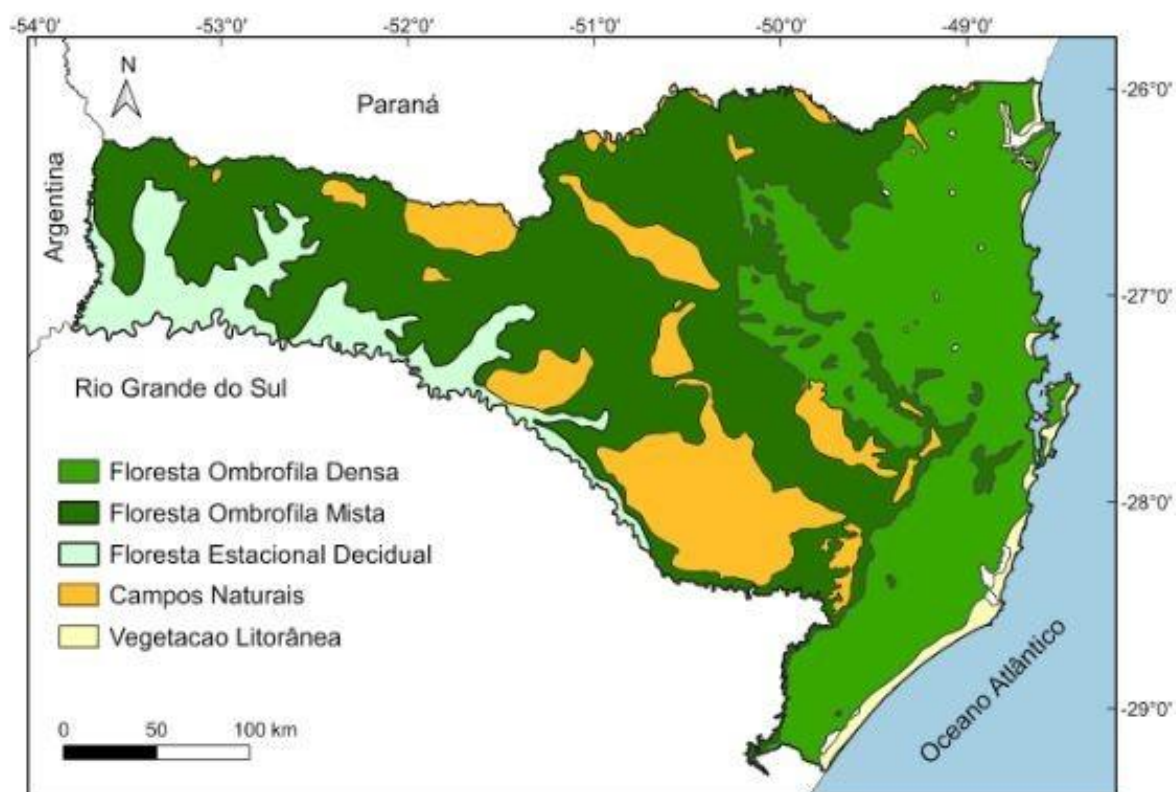 -54°0' -53°0' -52°0' -51°0' -50°0' -49°0'
N
Paraná
-26°0'
Argentina
-27°0'
Rio Grande do Sul
Floresta Ombrofila Densa
Floresta Ombrofila Mista
-28°0'
Floresta Estacional Decidual
Campos Naturais
Vegetacao Litorânea
Oceano Atlântico
0 50 100 km
-29°0'